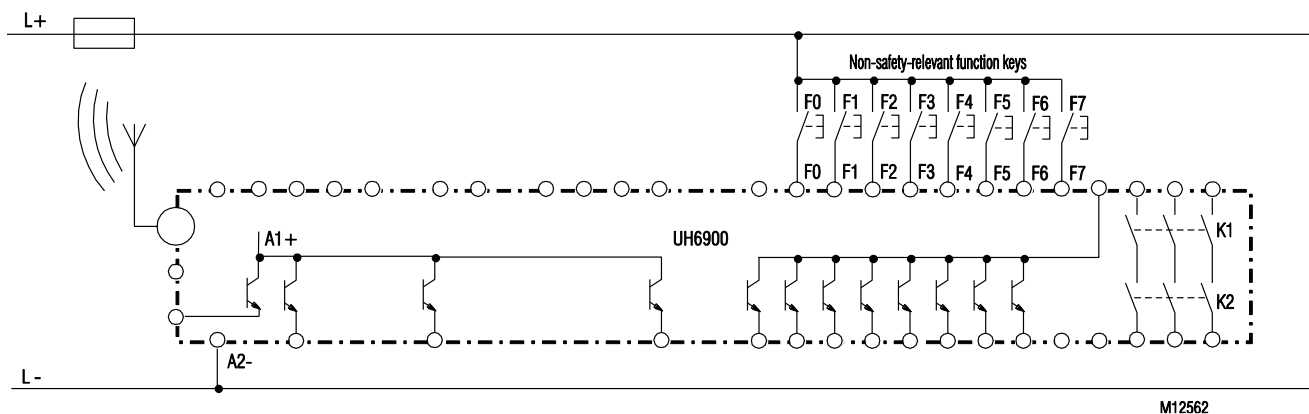 L+
Non-safety-relevant function keys
F0 F1 F2 F3 F4 F5 F6 F7
F0 F1 F2 F3 F4 F5 F6 F7
A1+
UH6900
K1
K2
A2-
L-
M12562